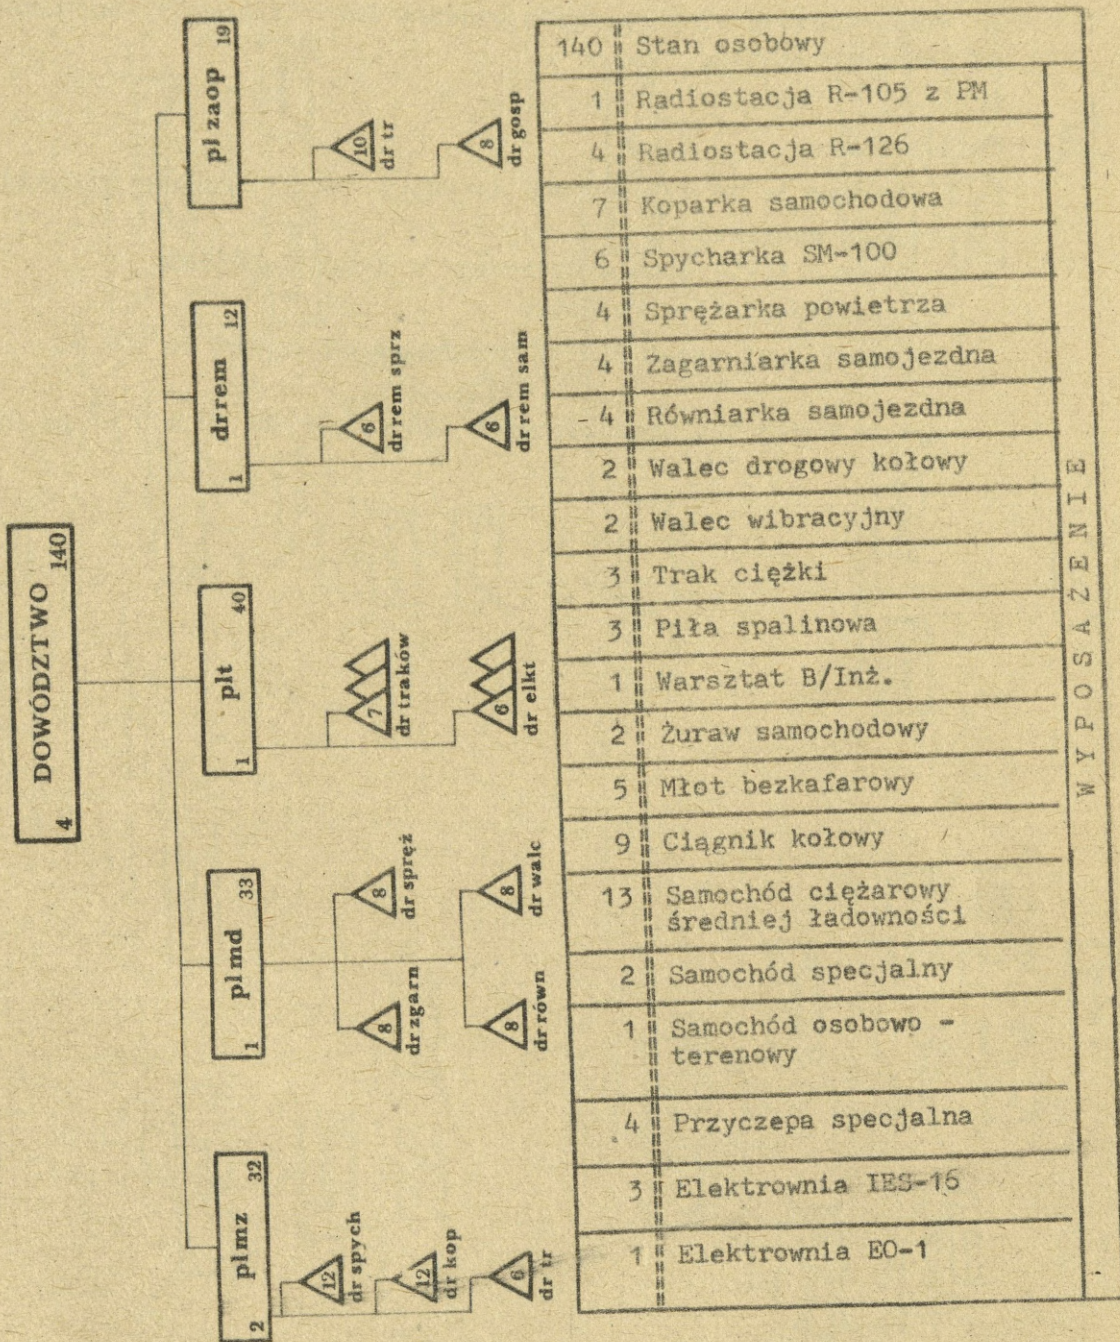 DOWÓDZTWO
4 140
pl mz
2 32
dr spych
12
dr kop
12
dr tr
6
pl md
1 33
dr zgarn
8
dr spręż
8
dr równ
8
dr walc
8
plt
1 40
dr traków
7
dr elkt
6
dr rem
1 12
dr rem sprz
6
dr rem sam
6
pl zaop
19
dr tr
10
dr gosp
8
140 Stan osobowy
1 Radiostacja R-105 z PM
4 Radiostacja R-126
7 Koparka samochodowa
6 Spycharka SM-100
4 Sprężarka powietrza
4 Zagarniarka samojezdna
4 Równiarka samojezdna
2 Walec drogowy kołowy
2 Walec wibracyjny
3 Trak ciężki
3 Piła spalinowa
1 Warsztat B/Inż.
2 Żuraw samochodowy
5 Młot bezkafarowy
9 Ciągnik kołowy
13 Samochód ciężarowy
średniej ładowności
2 Samochód specjalny
1 Samochód osobowo -
terenowy
4 Przyczepa specjalna
3 Elektrownia IES-16
1 Elektrownia EO-1
WYPOSAŻENIE